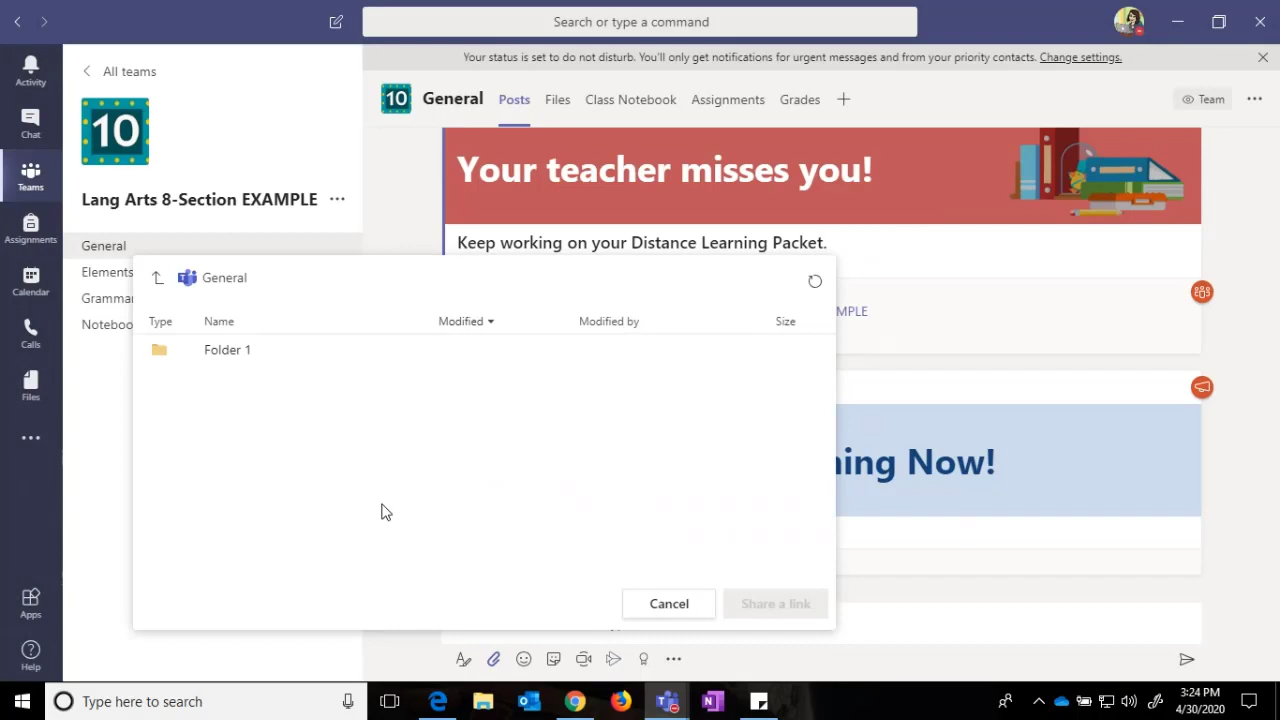 Search or type a command
Your status is set to do not disturb. You'll only get notifications for urgent messages and from your priority contacts. Change settings.
Activity
Chat
Teams
Assignments
Calendar
Calls
Files
Apps
Help
All teams
10
Lang Arts 8-Section EXAMPLE
General
Elements
Gramma
Noteboo
10 General Posts Files Class Notebook Assignments Grades Team
Your teacher misses you!
Keep working on your Distance Learning Packet.
MPLE
ning Now!
General
Type Name Modified Modified by Size
Folder 1
Cancel Share a link
Type here to search
3:24 PM
4/30/2020